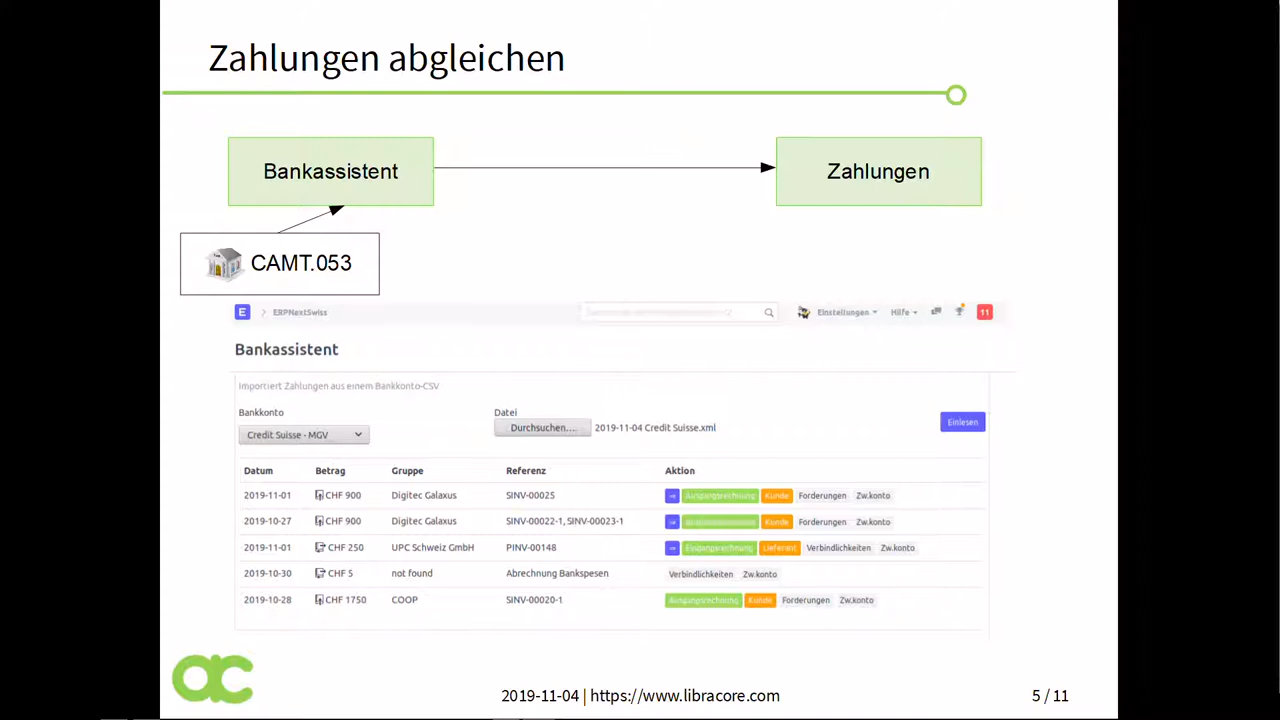 Zahlungen abgleichen
Bankassistent
Zahlungen
CAMT.053
E ERPNextSwiss Einstellungen Hilfe 11
Bankassistent
Importiert Zahlungen aus einem Bankkonto-CSV
Bankkonto Datei
Credit Suisse - MGV Durchsuchen.... 2019-11-04 Credit Suisse.xml Einlesen
Datum Betrag Gruppe Referenz Aktion
2019-11-01 CHF 900 Digitec Galaxus SINV-00025 Ausgangsrechnung Kunde Forderungen Zw.konto
2019-10-27 CHF 900 Digitec Galaxus SINV-00022-1, SINV-00023-1 Kunde Forderungen Zw.konto
2019-11-01 CHF 250 UPC Schweiz GmbH PINV-00148 Eingangsrechnung Lieferant Verbindlichkeiten Zw.konto
2019-10-30 CHF 5 not found Abrechnung Bankspesen Verbindlichkeiten Zw.konto
2019-10-28 CHF 1750 COOP SINV-00020-1 Ausgangsrechnung Kunde Forderungen Zw.konto
2019-11-04 | https://www.libracore.com 5 / 11